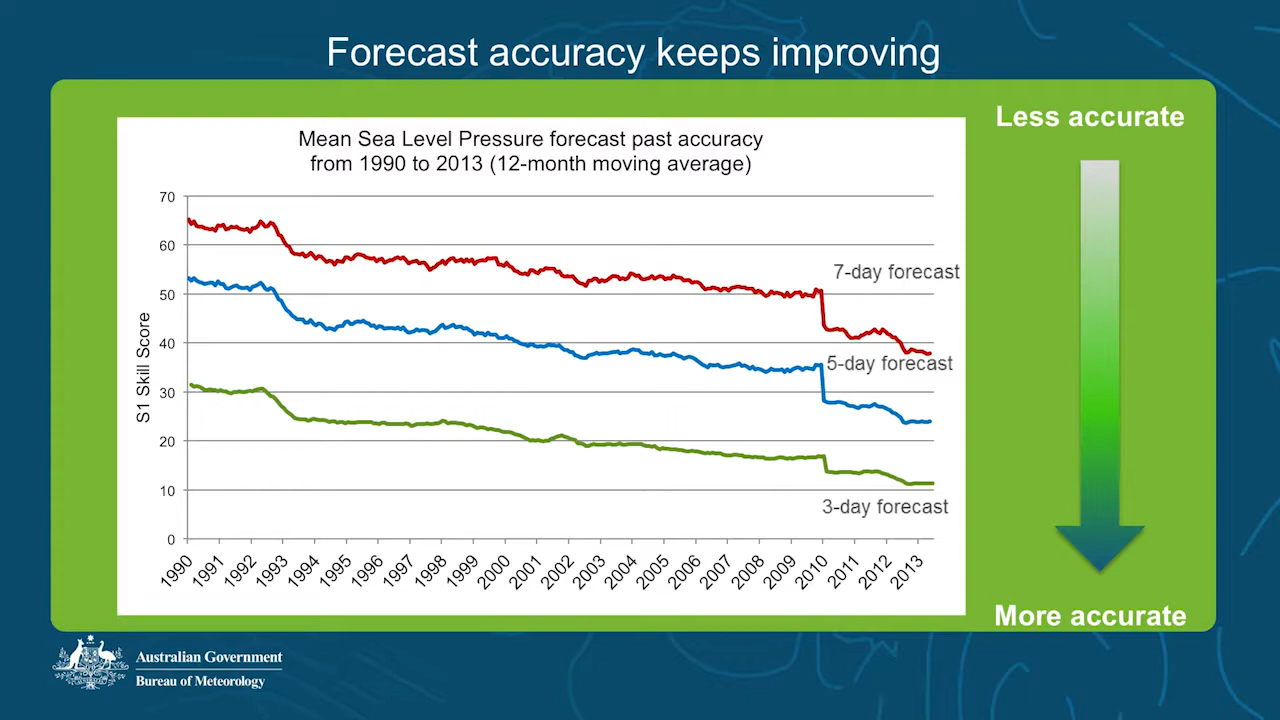 Forecast accuracy keeps improving
Less accurate
Mean Sea Level Pressure forecast past accuracy
from 1990 to 2013 (12-month moving average)
S1 Skill Score
70
60
50
40
30
20
10
0
7-day forecast
5-day forecast
3-day forecast
1990
1991
1992
1993
1994
1995
1996
1997
1998
1999
2000
2001
2002
2003
2004
2005
2006
2007
2008
2009
2010
2011
2012
2013
More accurate
Australian Government
Bureau of Meteorology